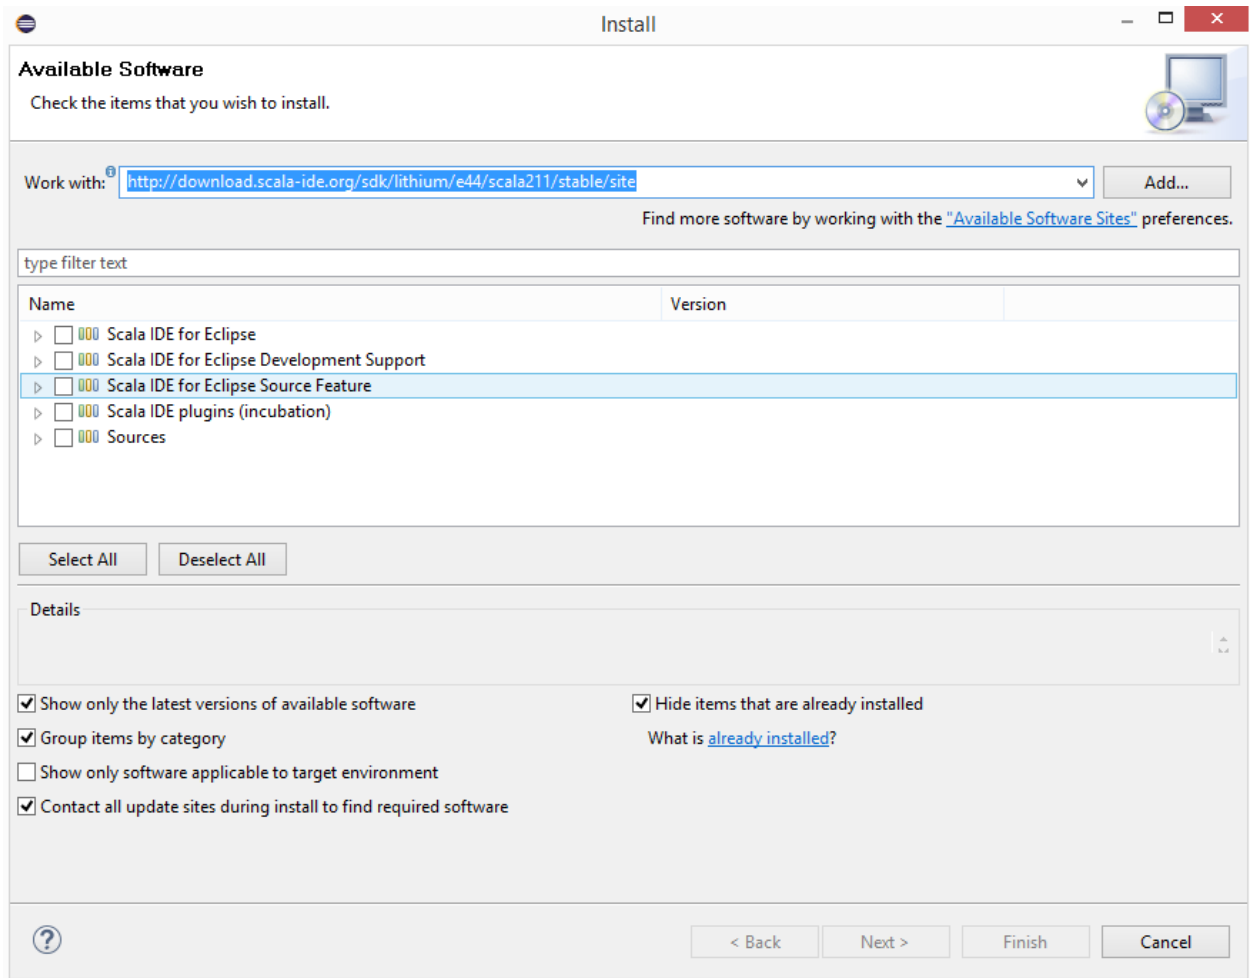 Install
Available Software
Check the items that you wish to install.
Work with: http://download.scala-ide.org/sdk/lithium/e44/scala211/stable/site Add...
Find more software by working with the "Available Software Sites" preferences.
type filter text
Name Version
Scala IDE for Eclipse
Scala IDE for Eclipse Development Support
Scala IDE for Eclipse Source Feature
Scala IDE plugins (incubation)
Sources
Select All Deselect All
Details
Show only the latest versions of available software Hide items that are already installed
Group items by category What is already installed?
Show only software applicable to target environment
Contact all update sites during install to find required software
? < Back Next > Finish Cancel